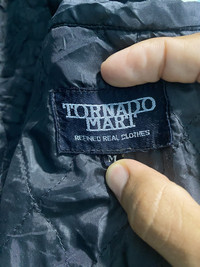 TORNADO
MART
REFINED REAL CLOTHES
M